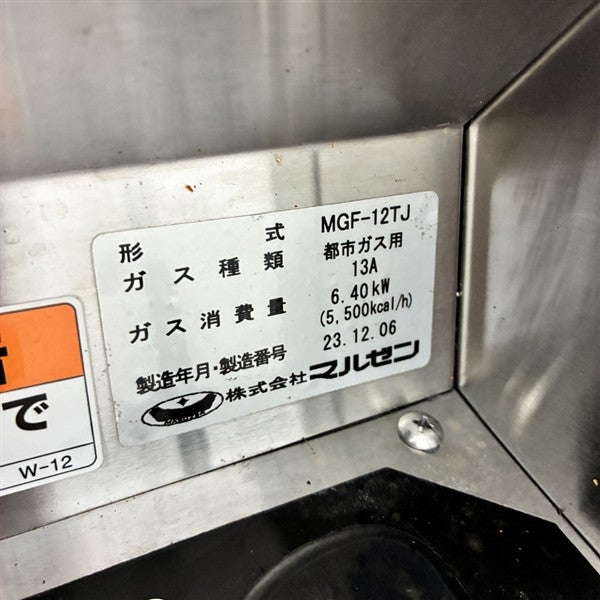 形式 MGF-12TJ
ガス種類 都市ガス用
13A
ガス消費量 6.40kW
(5,500kcal/h)
製造年月・製造番号 23.12.06
株式会社マルゼン
で
W-12